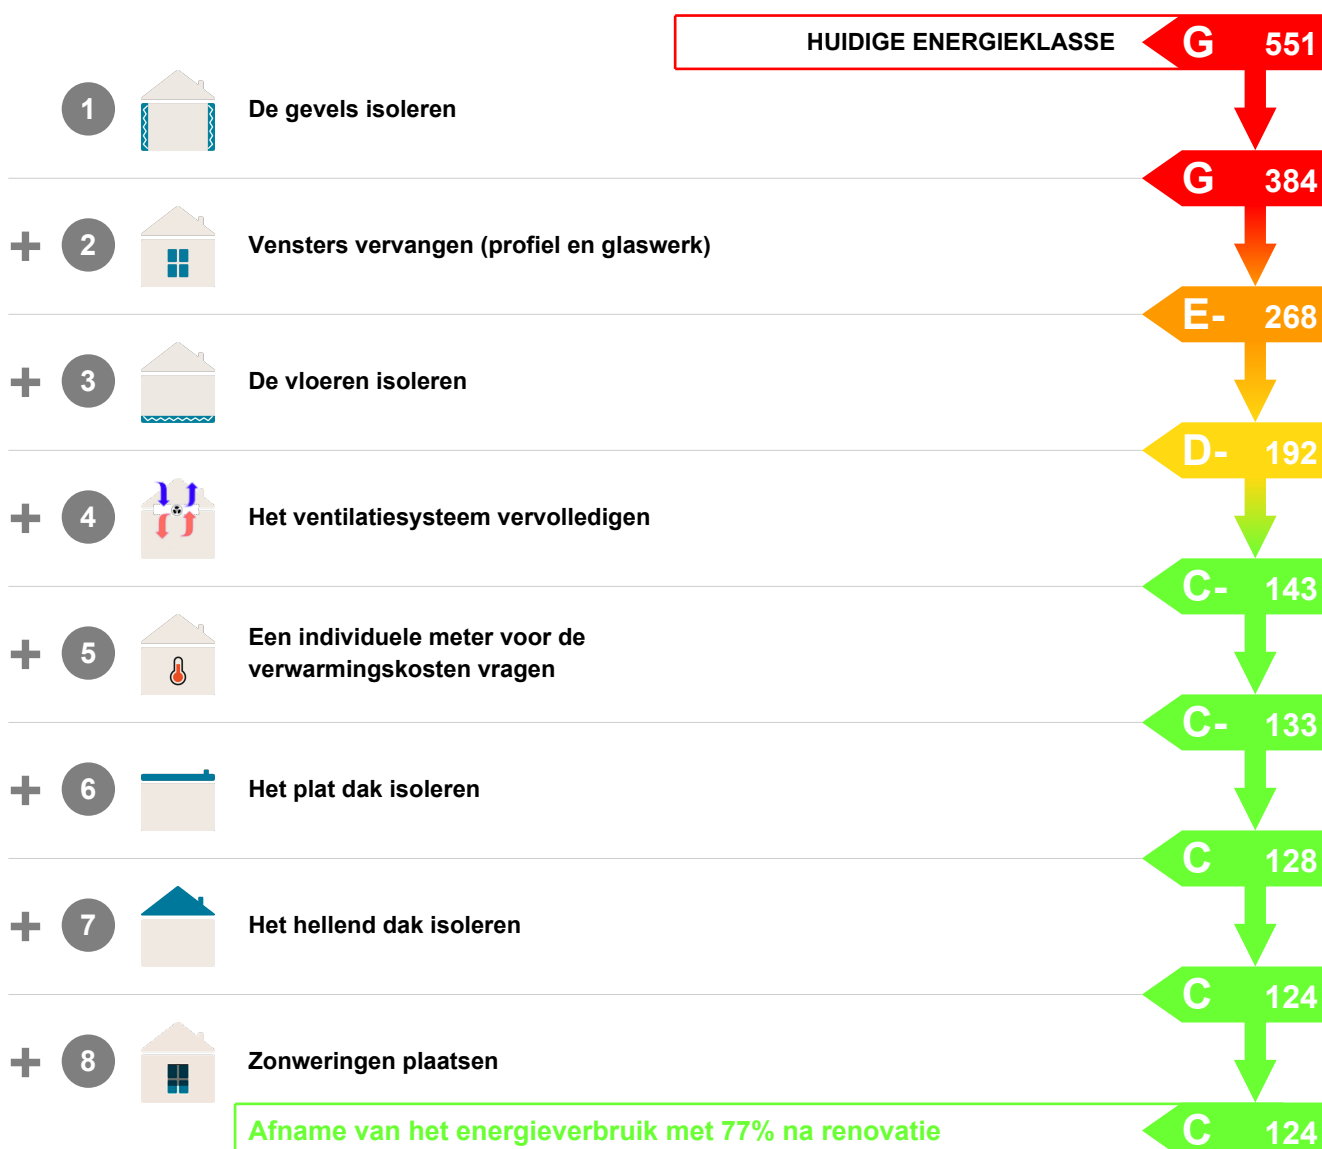 HUIDIGE ENERGIEKLASSE G 551
1 De gevels isoleren
G 384
+ 2 Vensters vervangen (profiel en glaswerk)
E- 268
+ 3 De vloeren isoleren
D- 192
+ 4 Het ventilatiesysteem vervolledigen
C- 143
+ 5 Een individuele meter voor de
verwarmingskosten vragen
C- 133
+ 6 Het plat dak isoleren
C 128
+ 7 Het hellend dak isoleren
C 124
+ 8 Zonweringen plaatsen
Afname van het energieverbruik met 77% na renovatie C 124